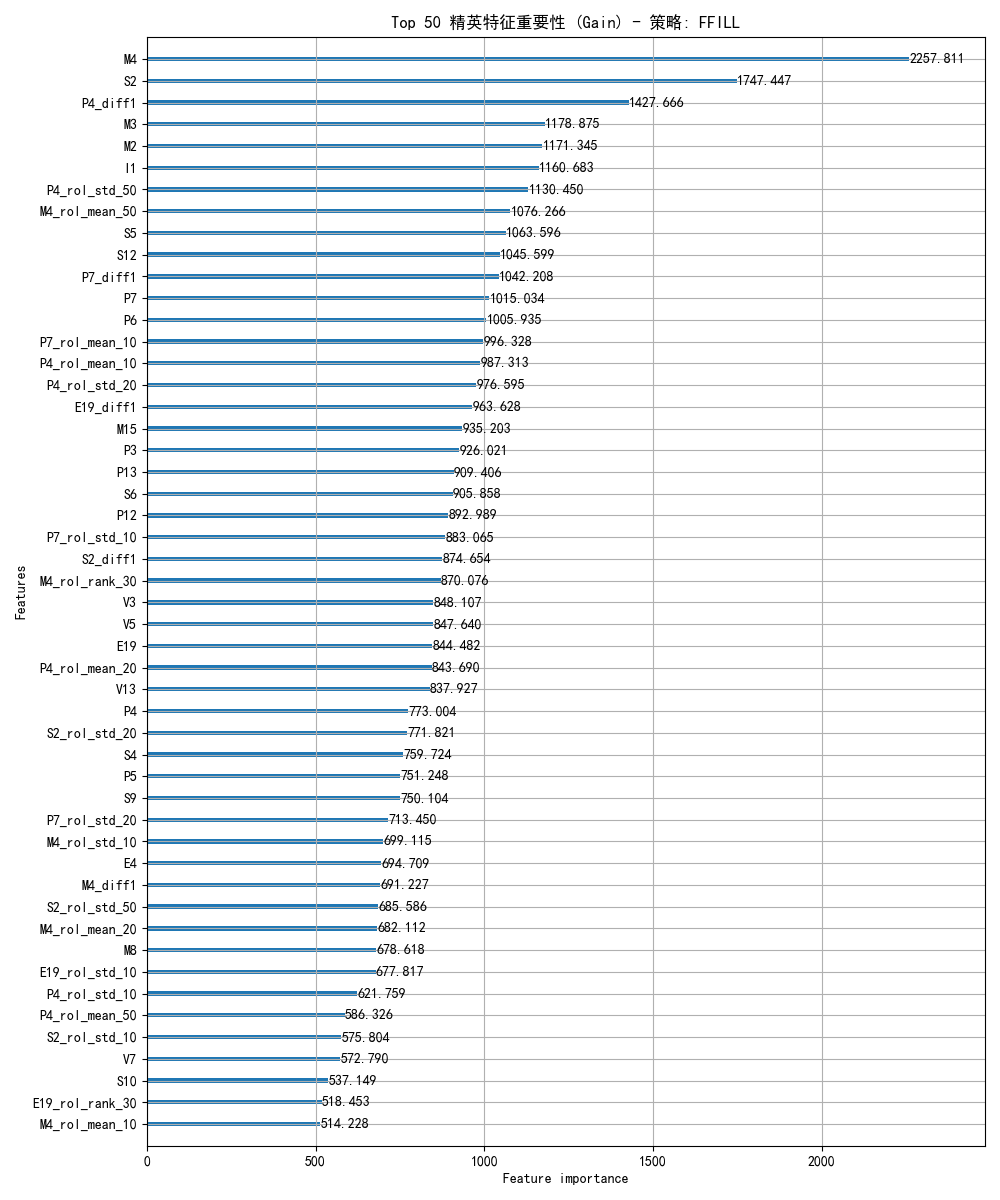 Top 50 精英特征重要性 (Gain) - 策略: FFILL
M4 2257.811
S2 1747.447
P4_diff1 1427.666
M3 1178.875
M2 1171.345
I1 1160.683
P4_rol_std_50 1130.450
M4_rol_mean_50 1076.266
S5 1063.596
S12 1045.599
P7_diff1 1042.208
P7 1015.034
P6 1005.935
P7_rol_mean_10 996.328
P4_rol_mean_10 987.313
P4_rol_std_20 976.595
E19_diff1 963.628
M15 935.203
P3 926.021
P13 909.406
S6 905.858
P12 892.989
P7_rol_std_10 883.065
S2_diff1 874.654
M4_rol_rank_30 870.076
V3 848.107
V5 847.640
E19 844.482
P4_rol_mean_20 843.690
V13 837.927
P4 773.004
S2_rol_std_20 771.821
S4 759.724
P5 751.248
S9 750.104
P7_rol_std_20 713.450
M4_rol_std_10 699.115
E4 694.709
M4_diff1 691.227
S2_rol_std_50 685.586
M4_rol_mean_20 682.112
M8 678.618
E19_rol_std_10 677.817
P4_rol_std_10 621.759
P4_rol_mean_50 586.326
S2_rol_std_10 575.804
V7 572.790
S10 537.149
E19_rol_rank_30 518.453
M4_rol_mean_10 514.228
Features
0 500 1000 1500 2000
Feature importance